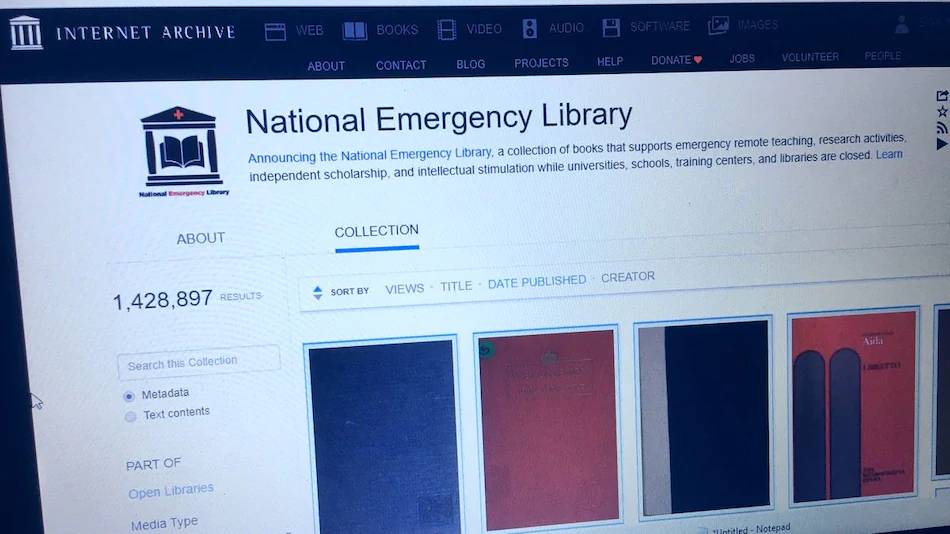 INTERNET ARCHIVE
WEB BOOKS VIDEO AUDIO SOFTWARE IMAGES
ABOUT CONTACT BLOG PROJECTS HELP DONATE JOBS VOLUNTEER PEOPLE
National Emergency Library
National Emergency Library
Announcing the National Emergency Library, a collection of books that supports emergency remote teaching, research activities,
independent scholarship, and intellectual stimulation while universities, schools, training centers, and libraries are closed. Learn
ABOUT COLLECTION
1,428,897 RESULTS
SORT BY VIEWS · TITLE · DATE PUBLISHED · CREATOR
Search this Collection
Metadata
Text contents
PART OF
Open Libraries
Media Type
Aida
LIBRETTO
*Untitled - Notepad